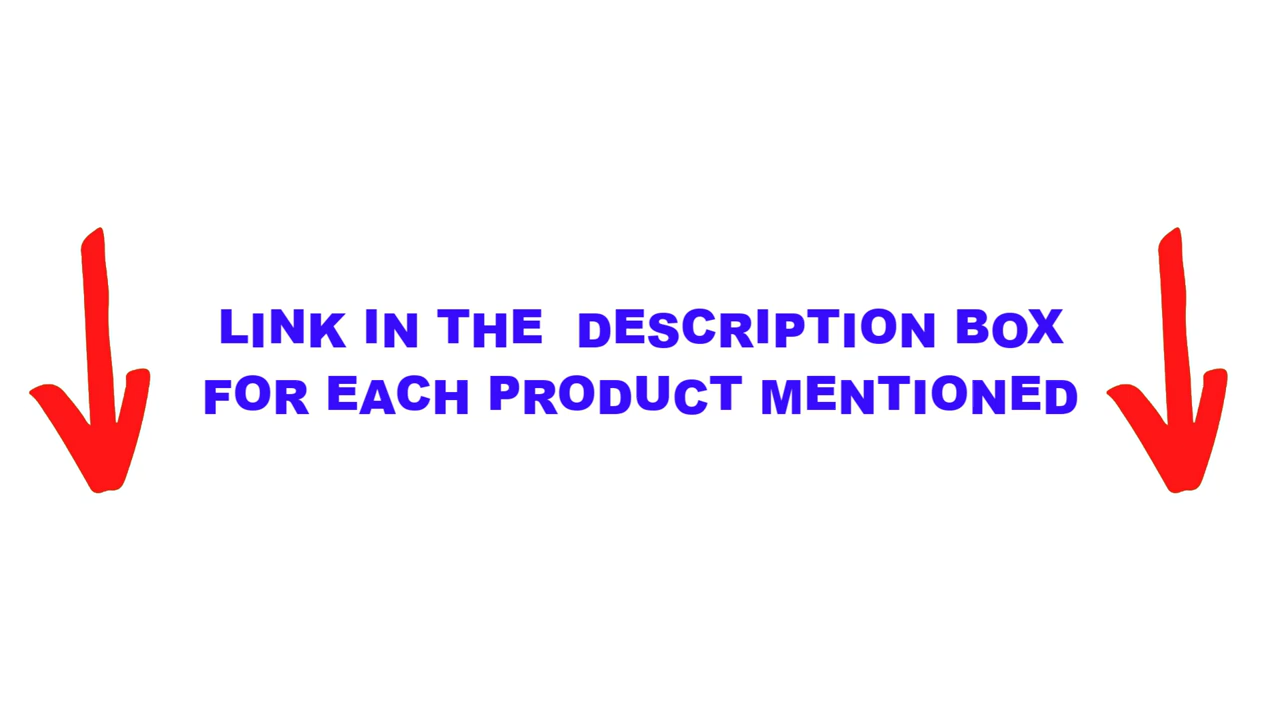 LINK IN THE DESCRIPTION BOX
FOR EACH PRODUCT MENTIONED